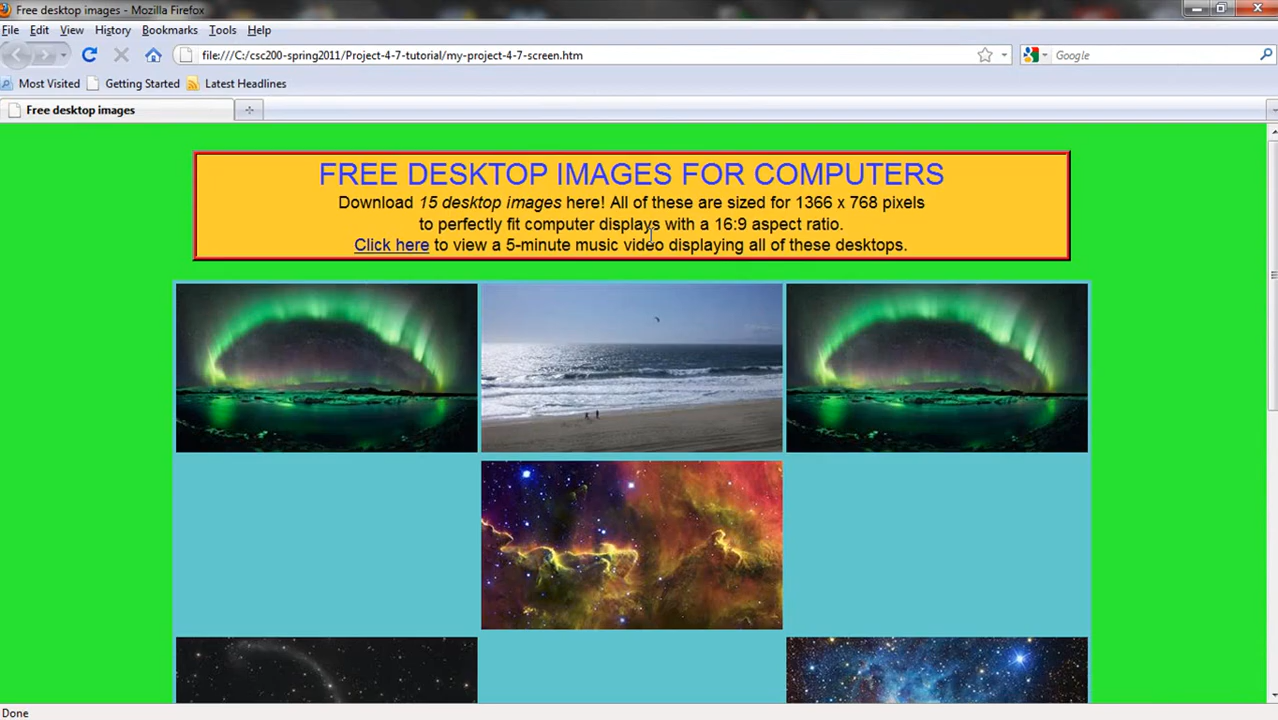 Free desktop images - Mozilla Firefox
File Edit View History Bookmarks Tools Help
file:///C:/csc200-spring2011/Project-4-7-tutorial/my-project-4-7-screen.htm
Google
Most Visited Getting Started Latest Headlines
Free desktop images
FREE DESKTOP IMAGES FOR COMPUTERS
Download 15 desktop images here! All of these are sized for 1366 x 768 pixels
to perfectly fit computer displays with a 16:9 aspect ratio.
Click here to view a 5-minute music video displaying all of these desktops.
Done